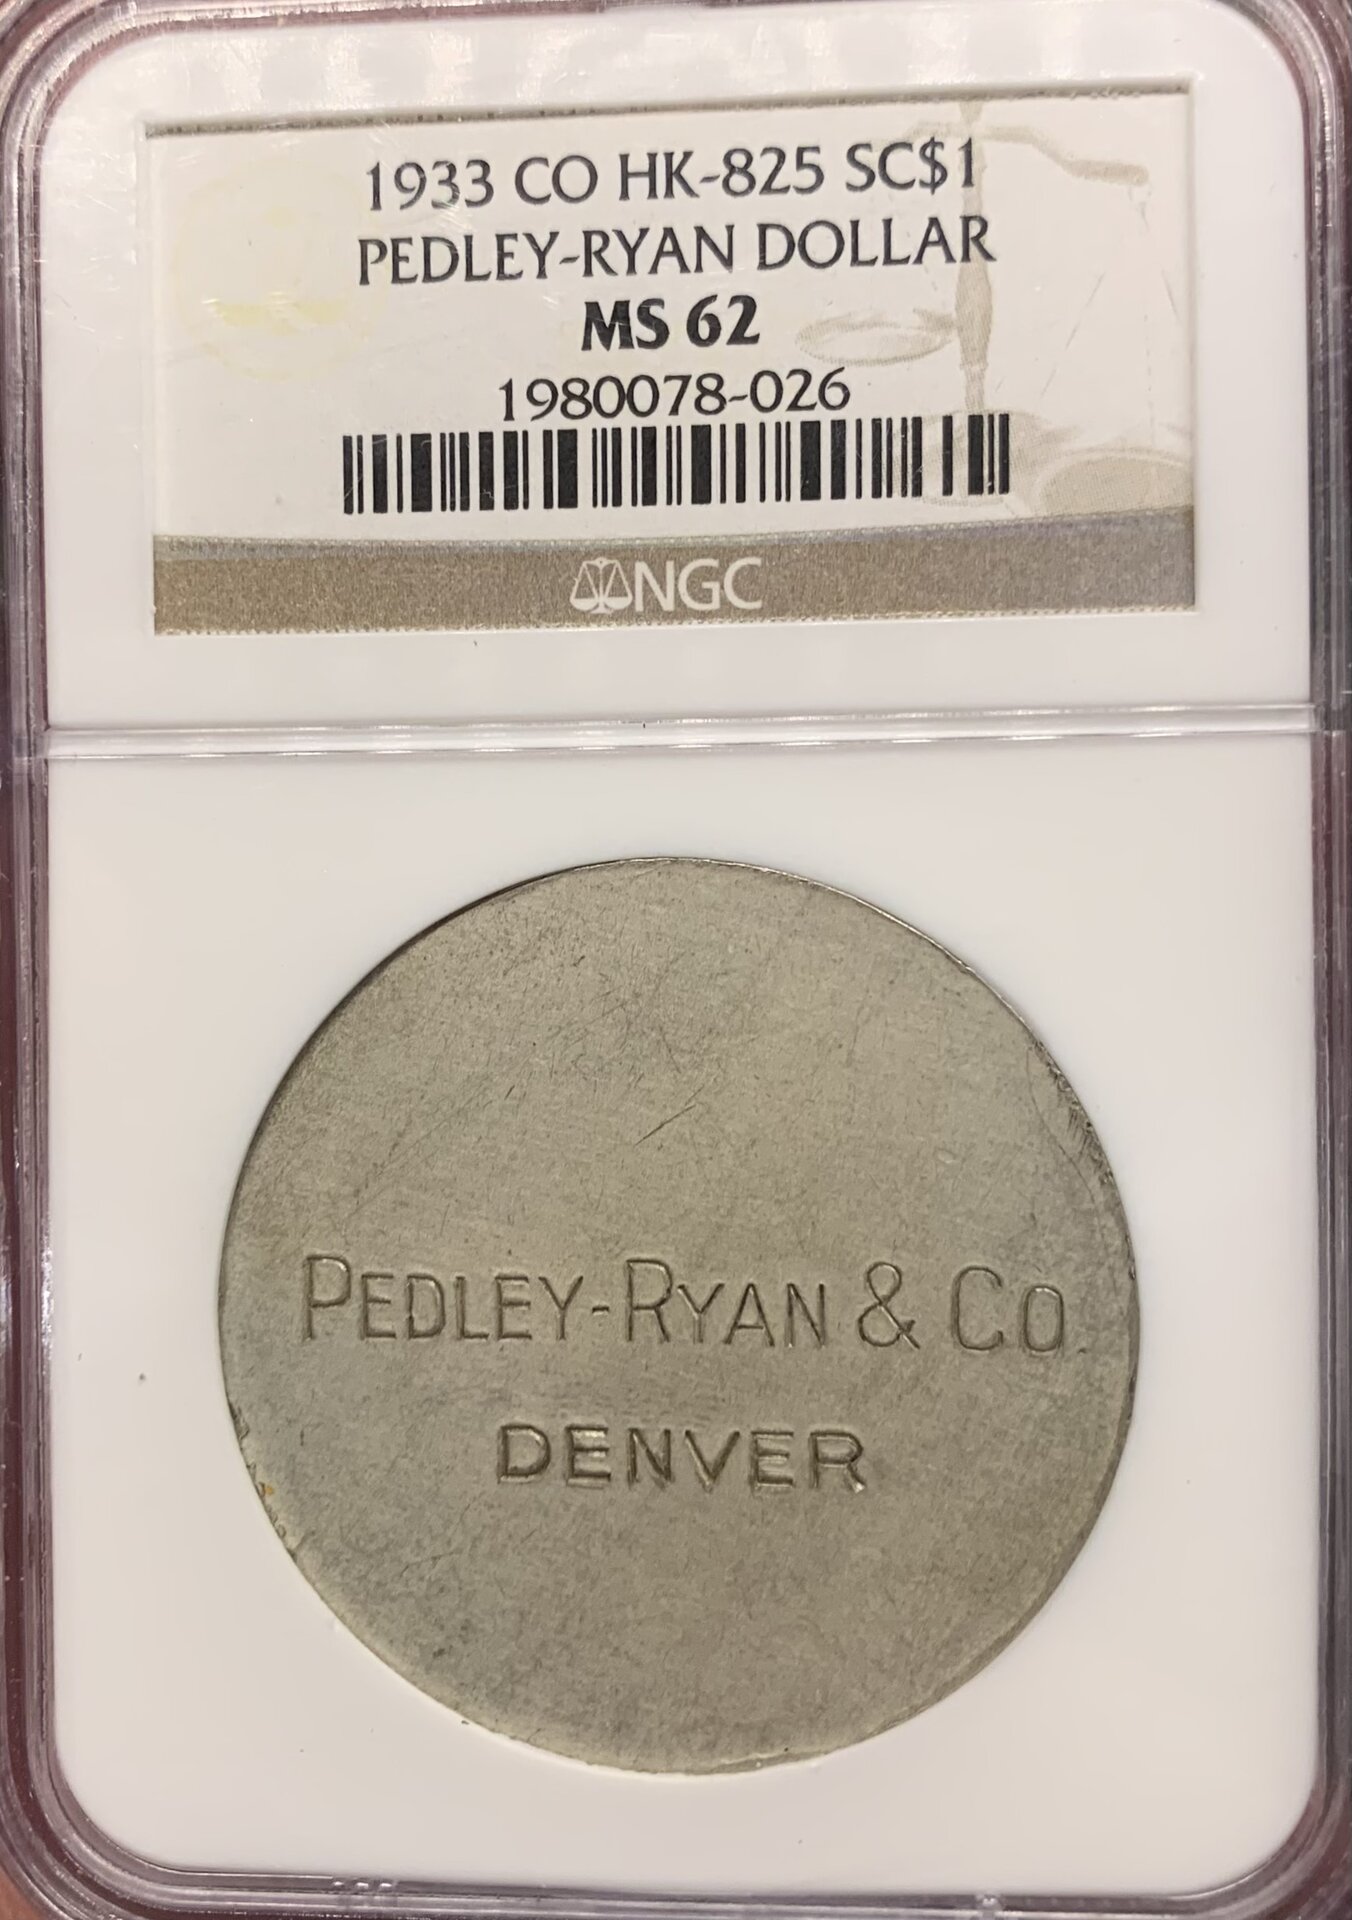 1933 CO HK-825 SC$1
PEDLEY-RYAN DOLLAR
MS 62
1980078-026
NGC
PEDLEY-RYAN & CO
DENVER